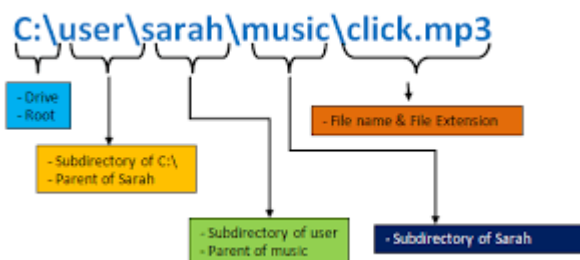 C:\user\sarah\music\click.mp3
- Drive
- Root
- File name & File Extension
- Subdirectory of C:\
- Parent of Sarah
- Subdirectory of user
- Parent of music
- Subdirectory of Sarah